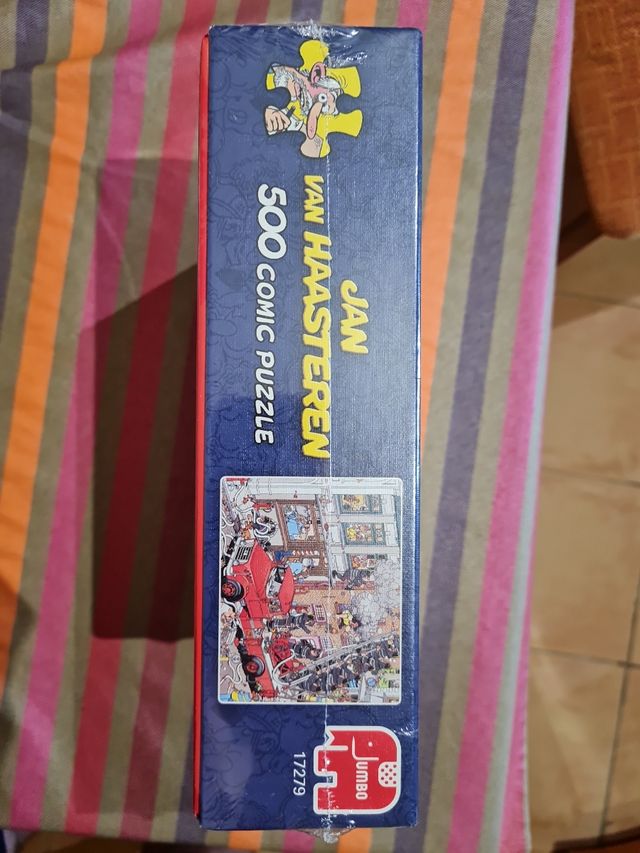 JAN
VAN HAASTEREN
500 COMIC PUZZLE
JUMBO
17279